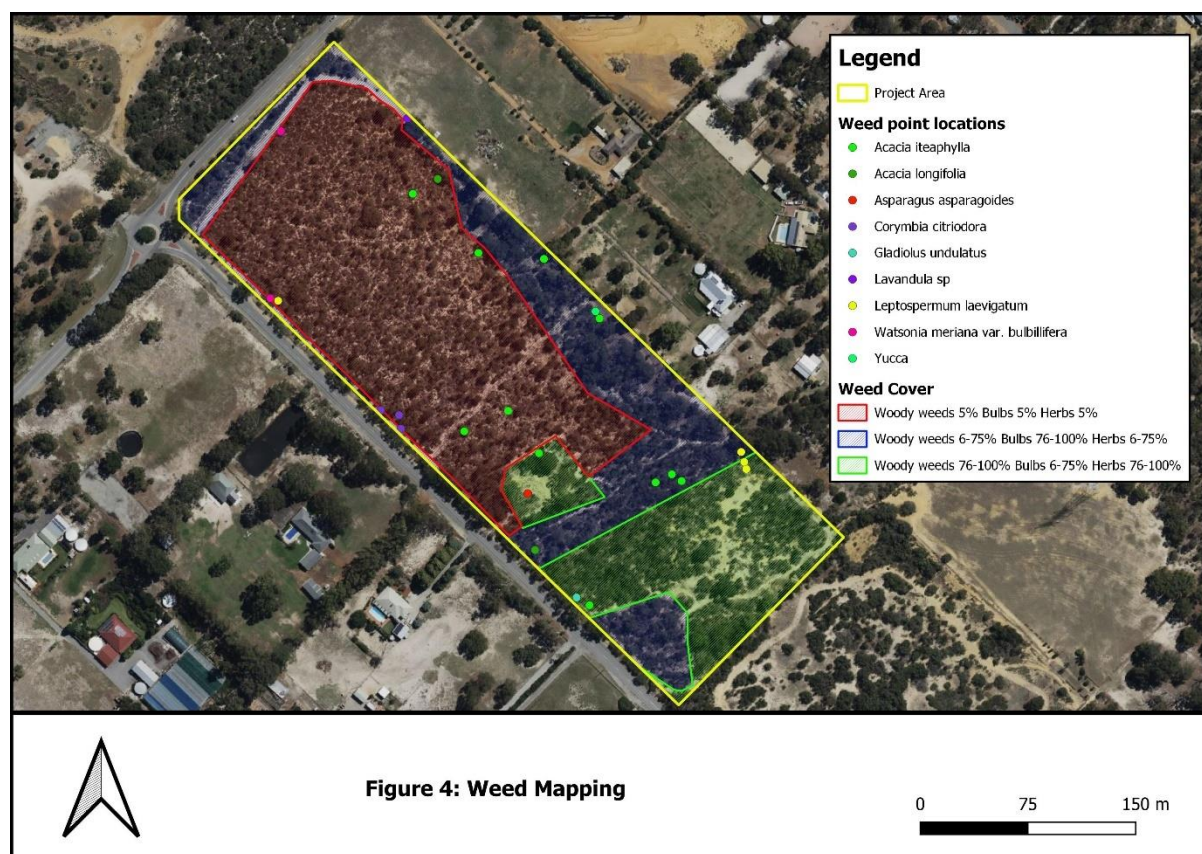 Legend
Project Area
Weed point locations
Acacia iteaphylla
Acacia longifolia
Asparagus asparagoides
Corymbia citriodora
Gladiolus undulatus
Lavandula sp
Leptospermum laevigatum
Watsonia meriana var. bulbillifera
Yucca
Weed Cover
Woody weeds 5% Bulbs 5% Herbs 5%
Woody weeds 6-75% Bulbs 76-100% Herbs 6-75%
Woody weeds 76-100% Bulbs 6-75% Herbs 76-100%
Figure 4: Weed Mapping
0 75 150 m